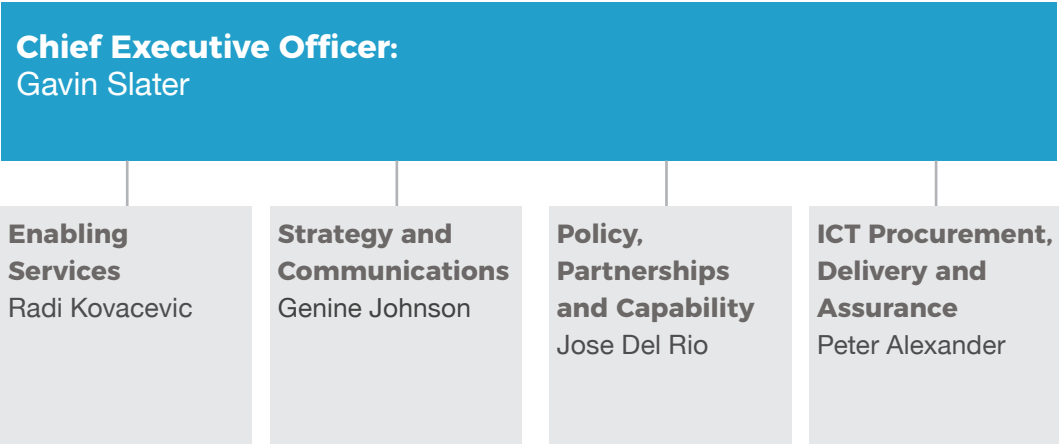 Chief Executive Officer:
Gavin Slater
Enabling
Services
Radi Kovacevic
Strategy and
Communications
Genine Johnson
Policy,
Partnerships
and Capability
Jose Del Rio
ICT Procurement,
Delivery and
Assurance
Peter Alexander